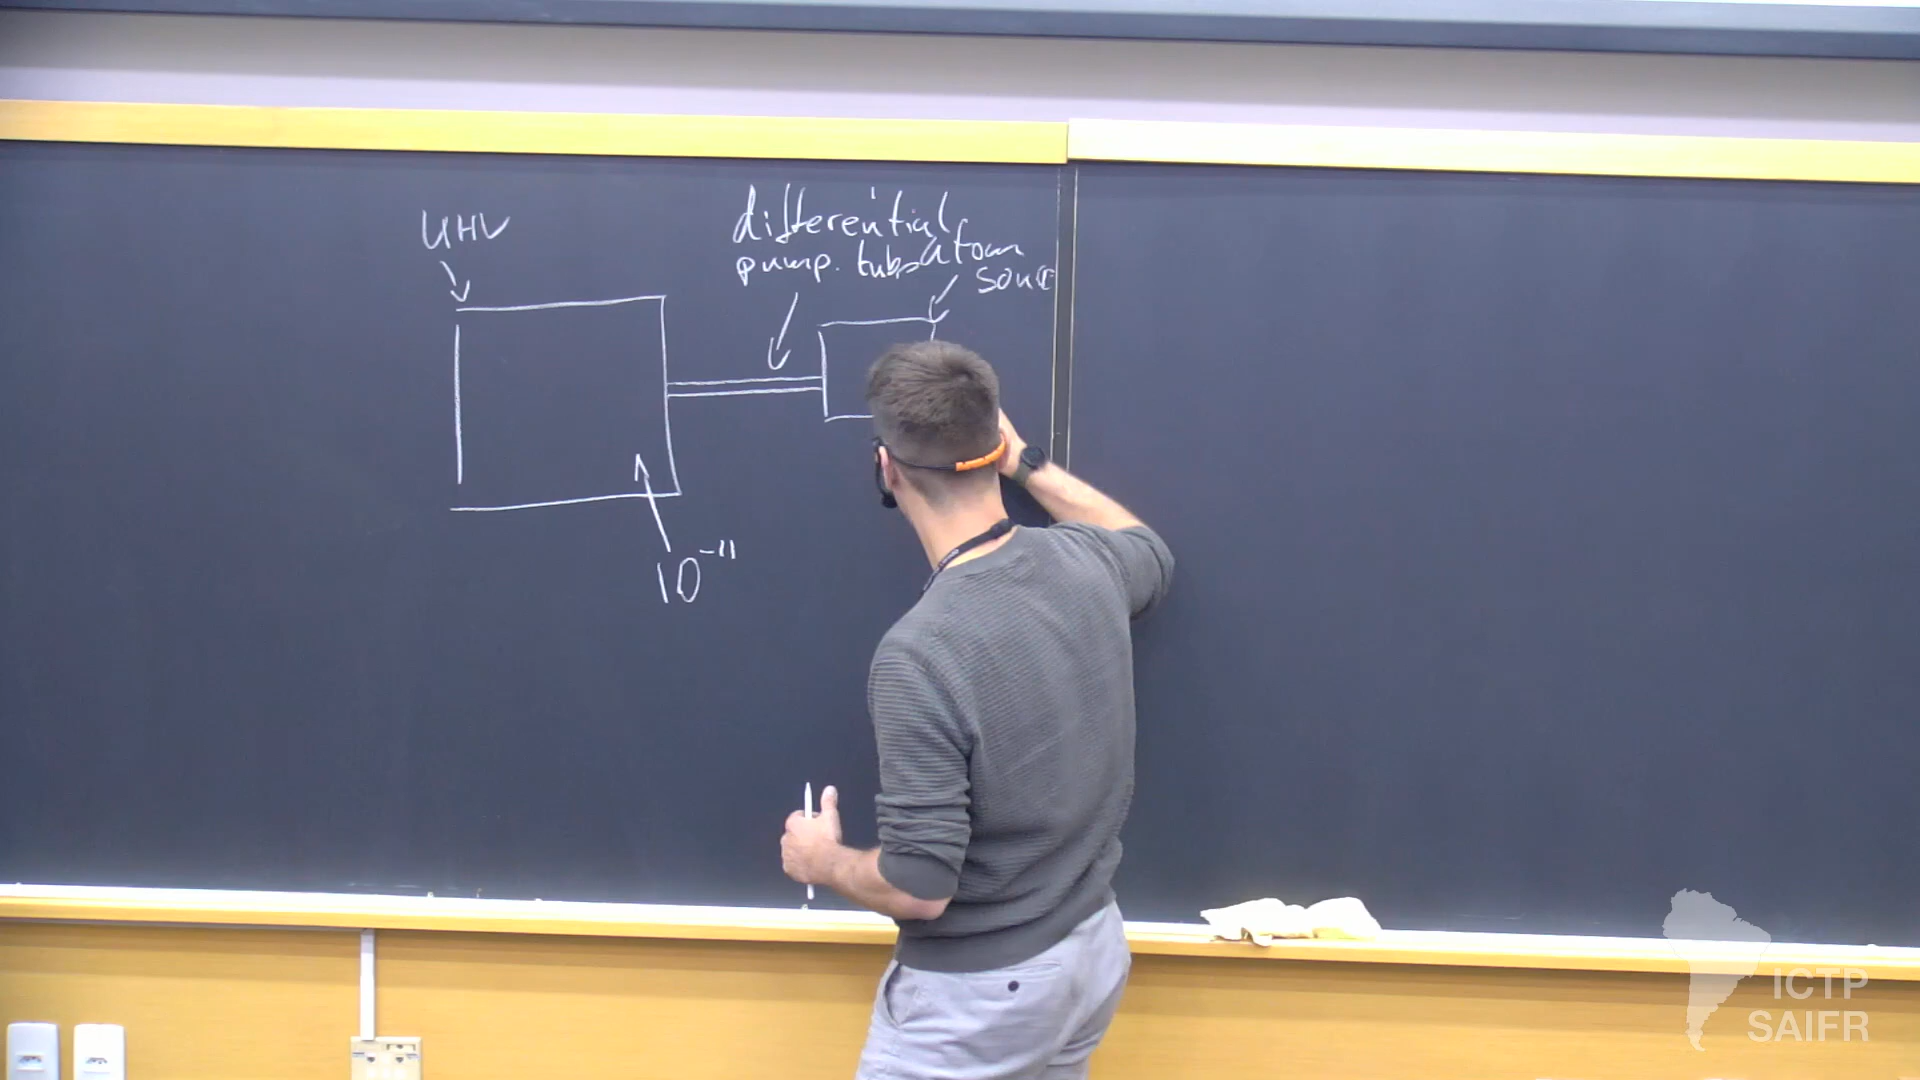 UHV
differential
pump. tube
atom
source
10⁻¹¹
ICTP
SAIFR